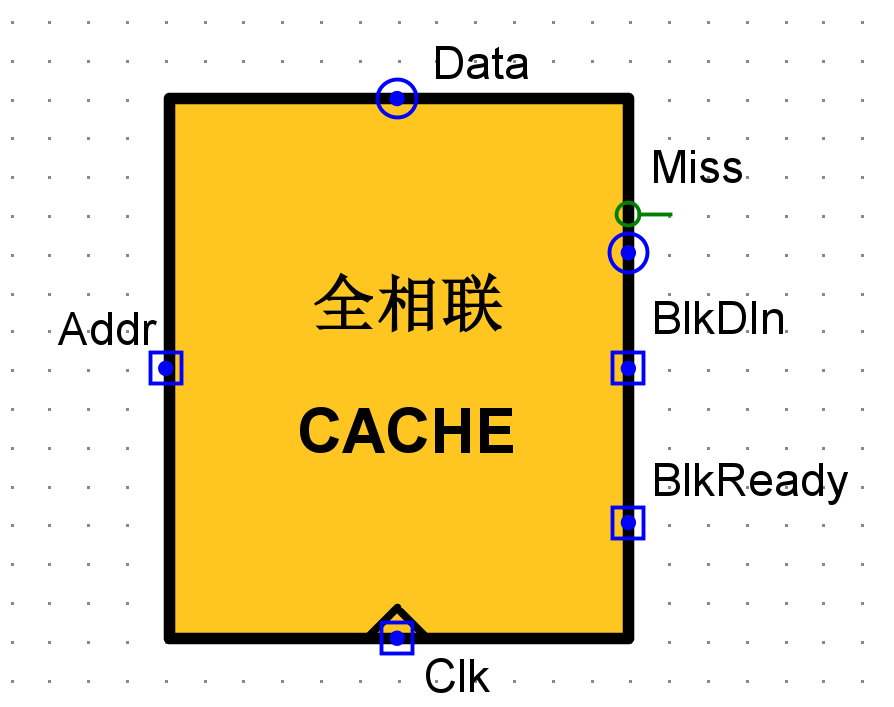 Data
Miss
全相联
Addr
BlkDIn
CACHE
BlkReady
Clk